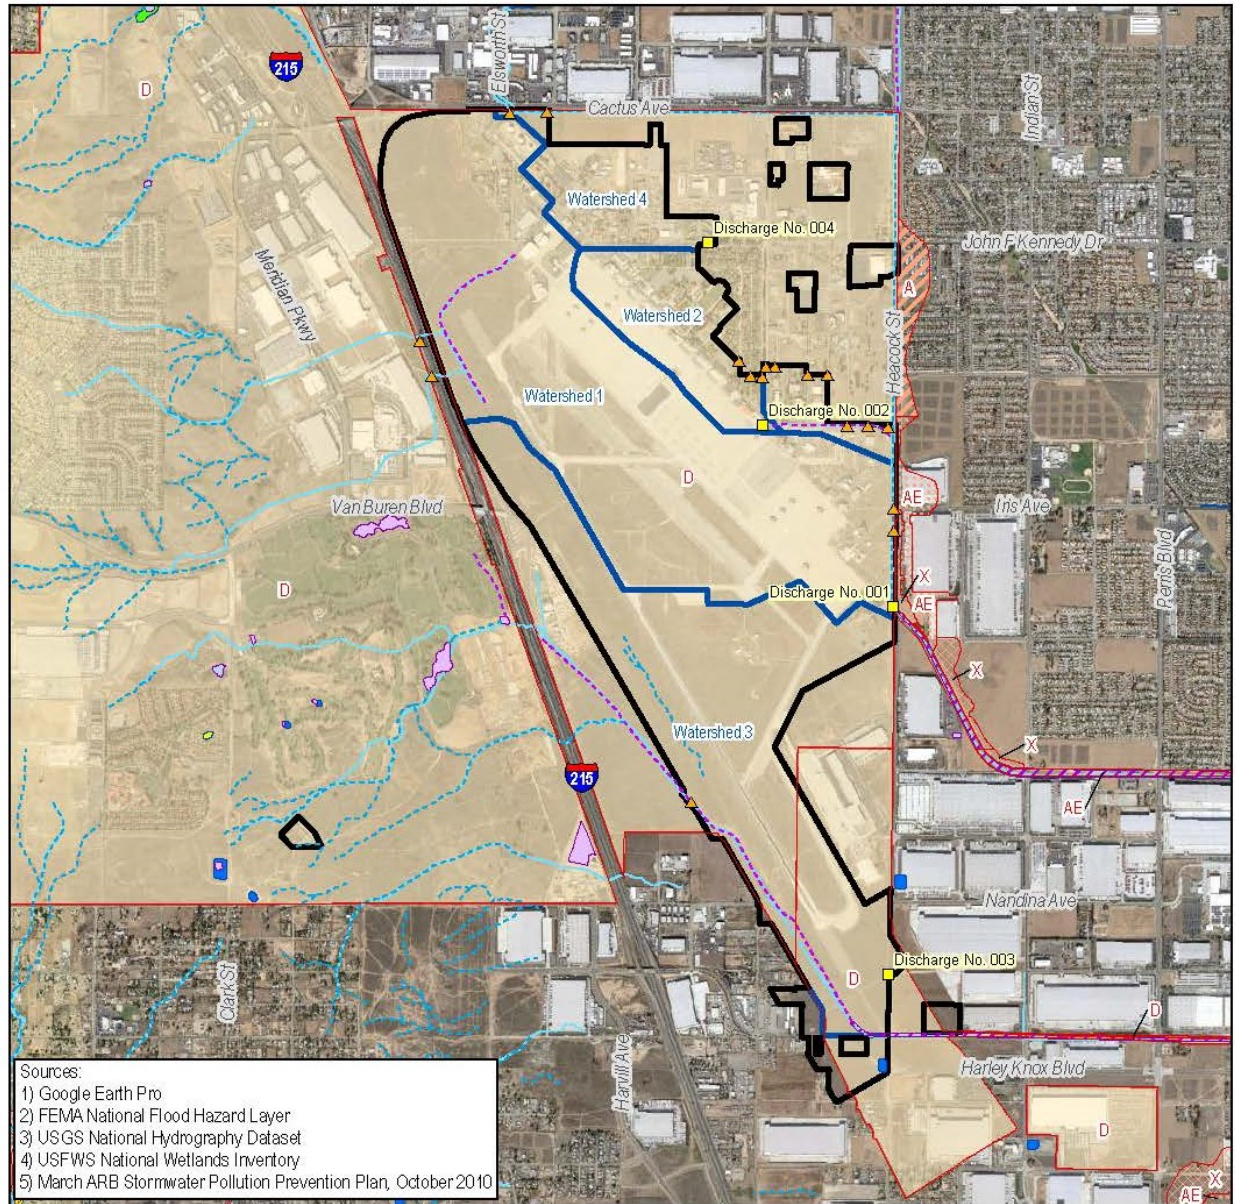 Elsworth St
215
D
Cactus Ave
Indian St
Watershed 4
Discharge No. 004
John F Kennedy Dr
Meridian Pkwy
A
Watershed 2
Heacock St
Watershed 1
Discharge No. 002
D
Van Buren Blvd
AE
Iris Ave
Perris Blvd
D
X
Discharge No. 001
AE
X
Watershed 3
X
215
AE
Nandina Ave
Discharge No. 003
Clark St
D
D
Harvill Ave
Harley Knox Blvd
D
X
AE
Sources:
1) Google Earth Pro
2) FEMA National Flood Hazard Layer
3) USGS National Hydrography Dataset
4) USFWS National Wetlands Inventory
5) March ARB Stormwater Pollution Prevention Plan, October 2010